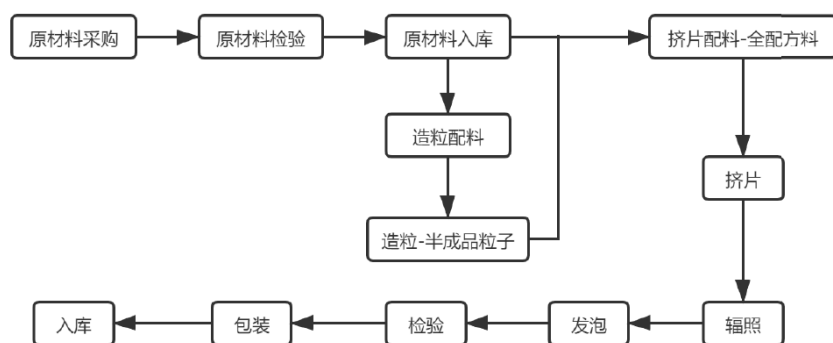 原材料采购
原材料检验
原材料入库
挤片配料-全配方料
造粒配料
挤片
造粒-半成品粒子
入库
包装
检验
发泡
辐照